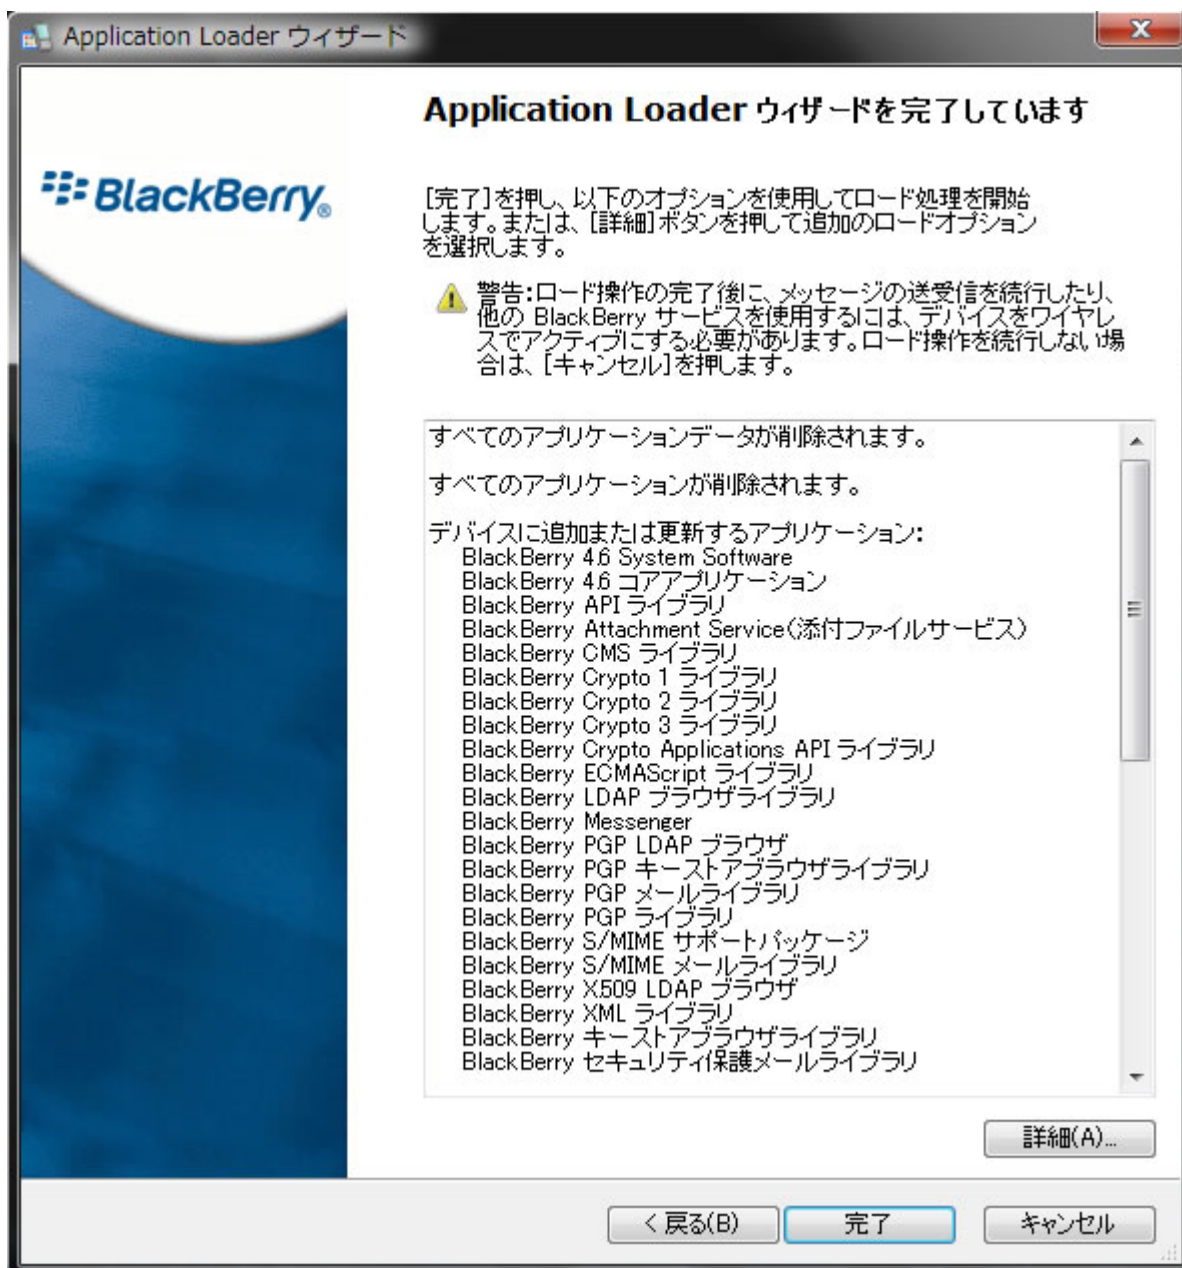 Application Loader ウィザード
Application Loader ウィザードを完了しています
BlackBerry®
[完了]を押し、以下のオプションを使用してロード処理を開始
します。または、[詳細]ボタンを押して追加のロードオプション
を選択します。
警告:ロード操作の完了後に、メッセージの送受信を続行したり、
他の BlackBerry サービスを使用するには、デバイスをワイヤレ
スでアクティブにする必要があります。ロード操作を続行しない場
合は、[キャンセル]を押します。
すべてのアプリケーションデータが削除されます。
すべてのアプリケーションが削除されます。
デバイスに追加または更新するアプリケーション:
BlackBerry 4.6 System Software
BlackBerry 4.6 コアアプリケーション
BlackBerry API ライブラリ
BlackBerry Attachment Service(添付ファイルサービス)
BlackBerry CMS ライブラリ
BlackBerry Crypto 1 ライブラリ
BlackBerry Crypto 2 ライブラリ
BlackBerry Crypto 3 ライブラリ
BlackBerry Crypto Applications API ライブラリ
BlackBerry ECMAScript ライブラリ
BlackBerry LDAP ブラウザライブラリ
BlackBerry Messenger
BlackBerry PGP LDAP ブラウザ
BlackBerry PGP キーストアブラウザライブラリ
BlackBerry PGP メールライブラリ
BlackBerry PGP ライブラリ
BlackBerry S/MIME サポートパッケージ
BlackBerry S/MIME メールライブラリ
BlackBerry X.509 LDAP ブラウザ
BlackBerry XML ライブラリ
BlackBerry キーストアブラウザライブラリ
BlackBerry セキュリティ保護メールライブラリ
詳細(A)...
< 戻る(B)
完了
キャンセル